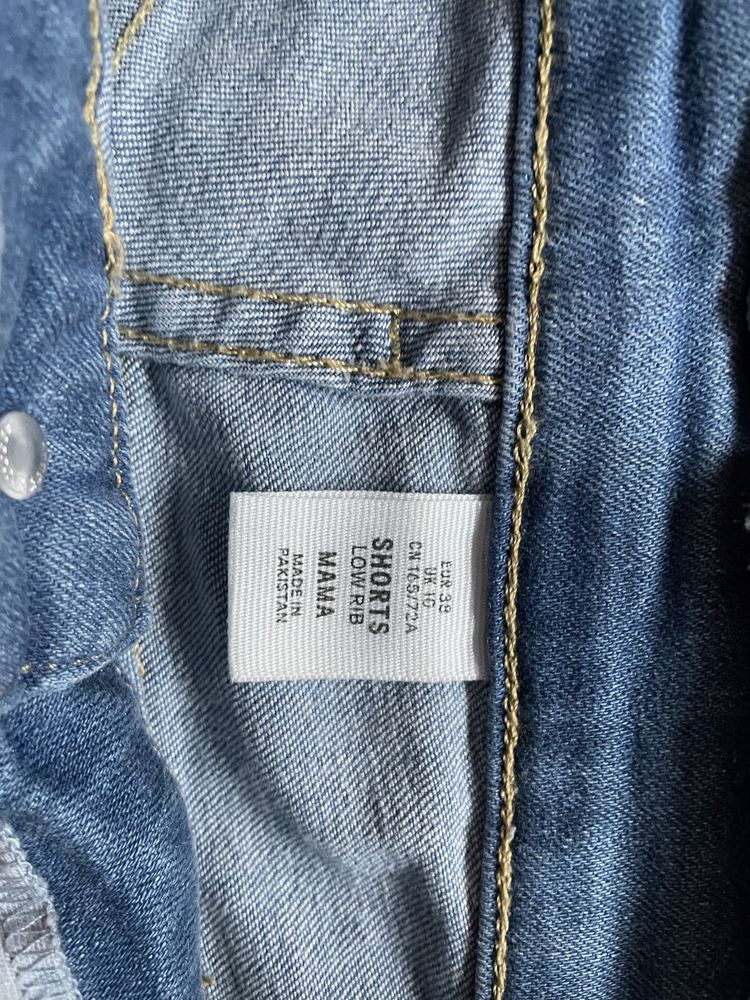 EUR 38
UK 10
CN 165/72A
SHORTS
LOW RIB
MAMA
MADE IN
PAKISTAN